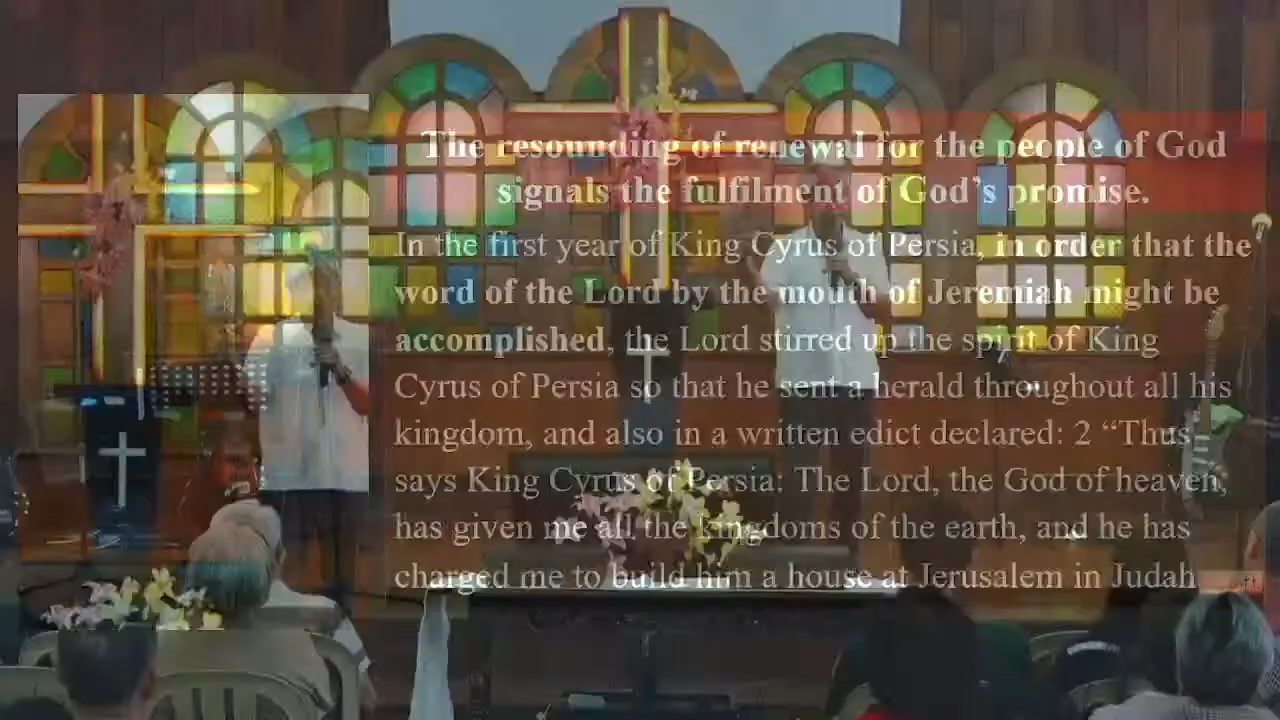 The resounding of renewal for the people of God
signals the fulfilment of God’s promise.
In the first year of King Cyrus of Persia, in order that the
word of the Lord by the mouth of Jeremiah might be
accomplished, the Lord stirred up the spirit of King
Cyrus of Persia so that he sent a herald throughout all his
kingdom, and also in a written edict declared: 2 “Thus
says King Cyrus of Persia: The Lord, the God of heaven,
has given me all the kingdoms of the earth, and he has
charged me to build him a house at Jerusalem in Judah